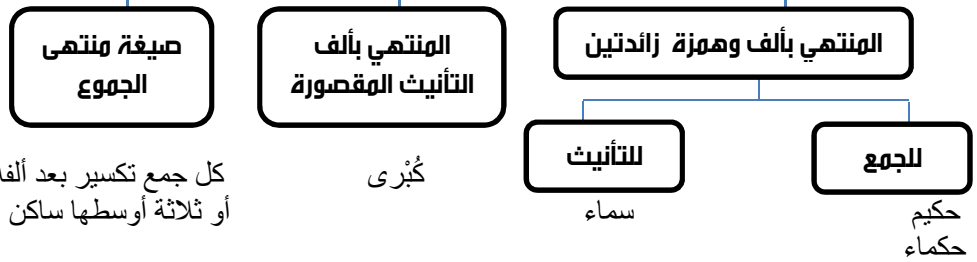 المنتهي بألف وهمزة زائدتين
المنتهي بألف
التأنيث المقصورة
صيغة منتهى
الجموع
للجمع
للتأنيث
حكيم
حكماء
سماء
كُبْرى
كل جمع تكسير بعد ألفه
أو ثلاثة أوسطها ساكن